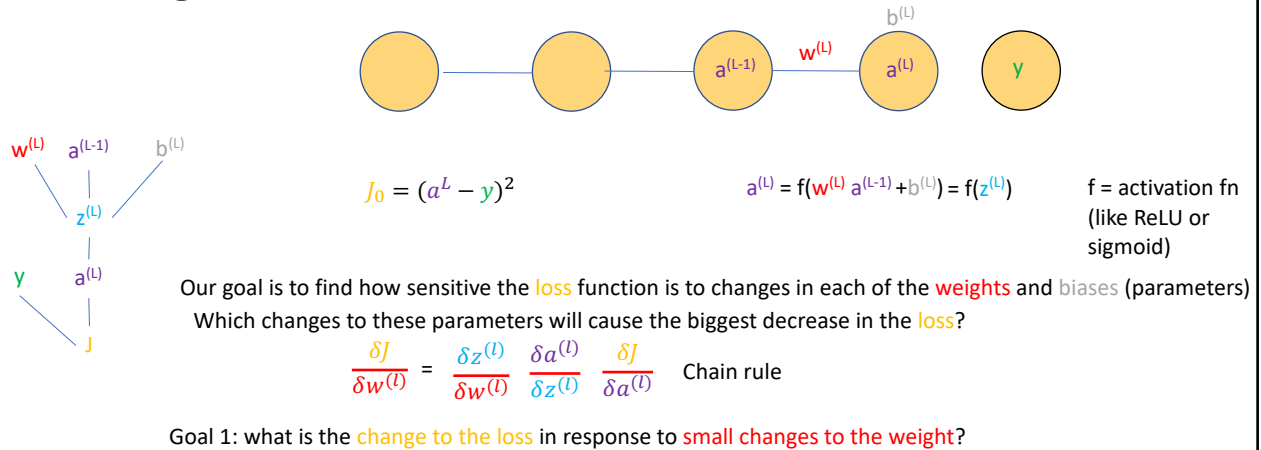 b⁽ᴸ⁾
w⁽ᴸ⁾
a⁽ᴸ⁻¹⁾ a⁽ᴸ⁾ y
w⁽ᴸ⁾ a⁽ᴸ⁻¹⁾ b⁽ᴸ⁾
z⁽ᴸ⁾
y a⁽ᴸ⁾
J
J₀ = (aᴸ − y)²
a⁽ᴸ⁾ = f(w⁽ᴸ⁾ a⁽ᴸ⁻¹⁾ +b⁽ᴸ⁾) = f(z⁽ᴸ⁾)
f = activation fn
(like ReLU or
sigmoid)
Our goal is to find how sensitive the loss function is to changes in each of the weights and biases (parameters)
Which changes to these parameters will cause the biggest decrease in the loss?
δJ/δw⁽ˡ⁾ = δz⁽ˡ⁾/δw⁽ˡ⁾ δa⁽ˡ⁾/δz⁽ˡ⁾ δJ/δa⁽ˡ⁾ Chain rule
Goal 1: what is the change to the loss in response to small changes to the weight?